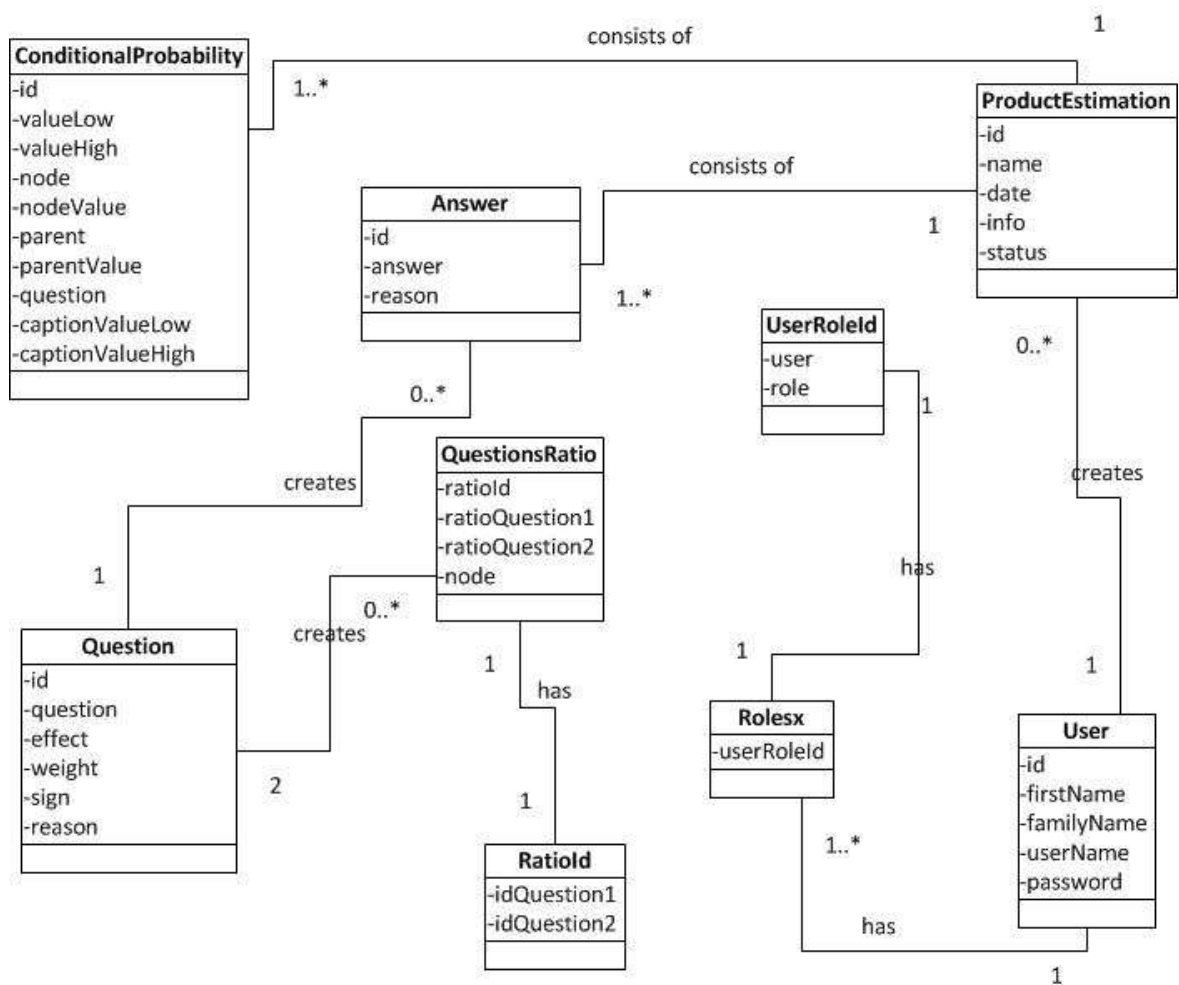 consists of
1
ConditionalProbability
-id
-valueLow
-valueHigh
-node
-nodeValue
-parent
-parentValue
-question
-captionValueLow
-captionValueHigh
1..*
ProductEstimation
-id
-name
-date
-info
-status
consists of
1
1..*
Answer
-id
-answer
-reason
0..*
UserRoleId
-user
-role
1
0..*
creates
QuestionsRatio
-ratioId
-ratioQuestion1
-ratioQuestion2
-node
creates
has
1
0..*
creates
Question
-id
-question
-effect
-weight
-sign
-reason
2
1
has
1
RatioId
-idQuestion1
-idQuestion2
1
Rolesx
-userRoleId
1..*
1
User
-id
-firstName
-familyName
-userName
-password
has
1